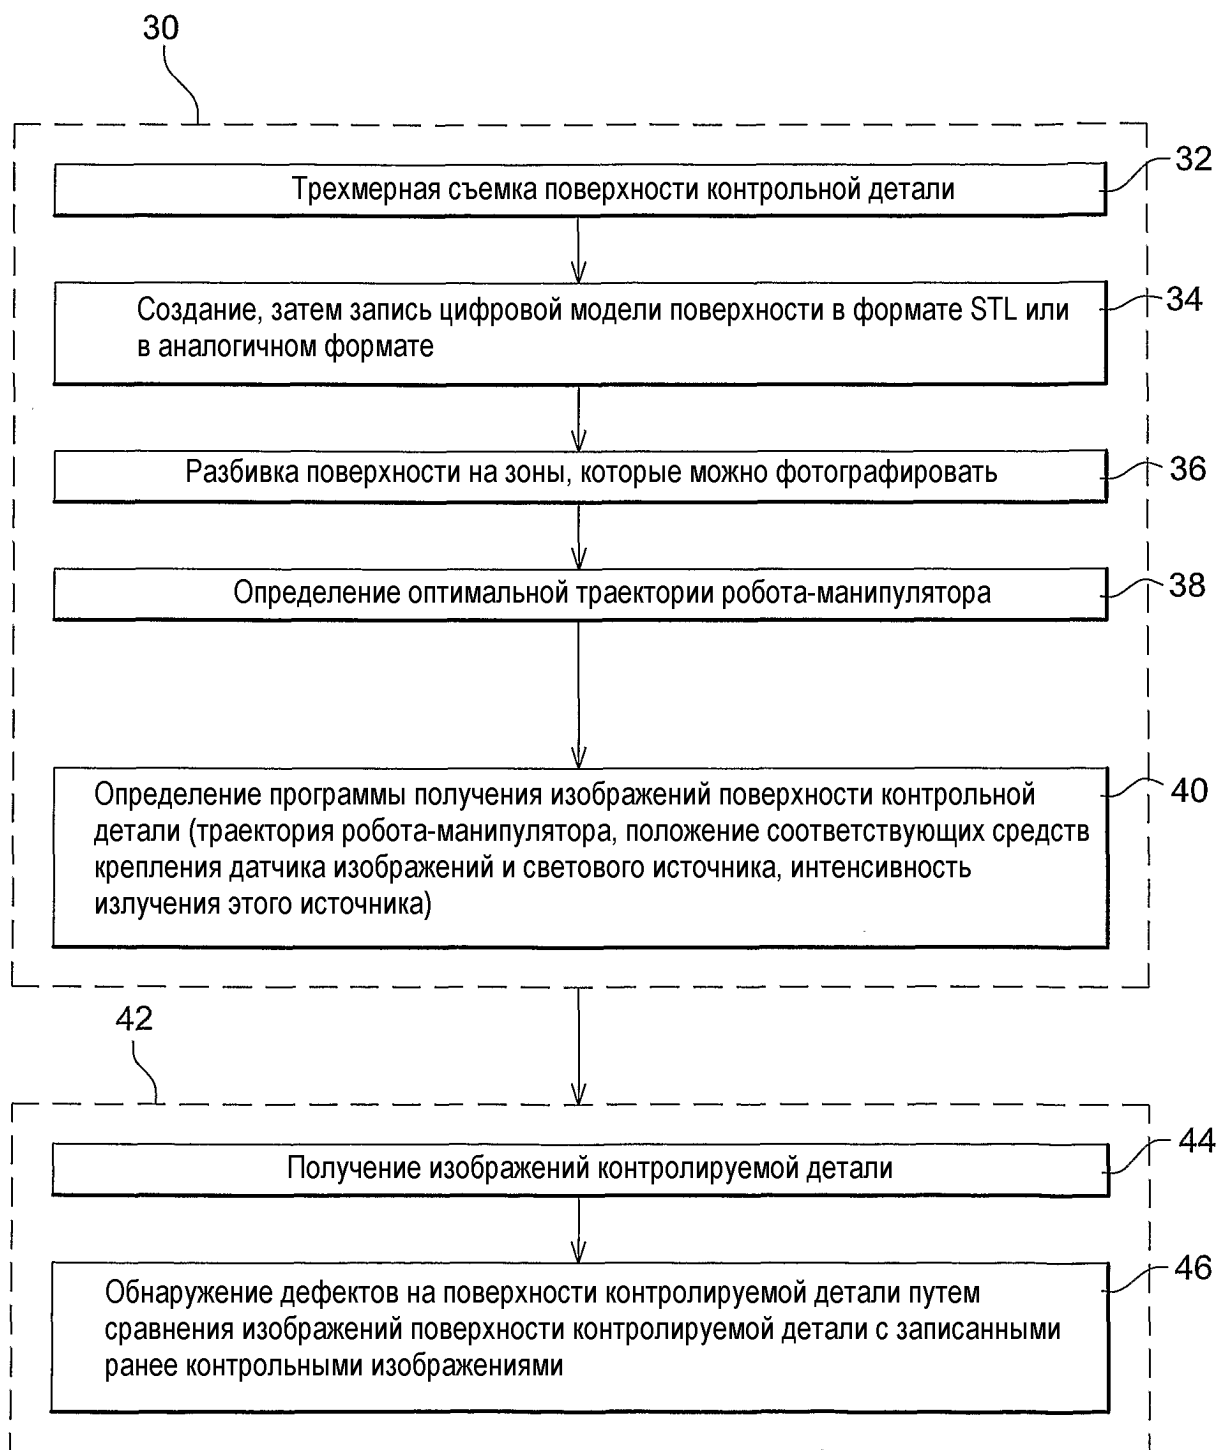 30
32
Трехмерная съемка поверхности контрольной детали
34
Создание, затем запись цифровой модели поверхности в формате STL или
в аналогичном формате
36
Разбивка поверхности на зоны, которые можно фотографировать
38
Определение оптимальной траектории робота-манипулятора
40
Определение программы получения изображений поверхности контрольной
детали (траектория робота-манипулятора, положение соответствующих средств
крепления датчика изображений и светового источника, интенсивность
излучения этого источника)
42
44
Получение изображений контролируемой детали
46
Обнаружение дефектов на поверхности контролируемой детали путем
сравнения изображений поверхности контролируемой детали с записанными
ранее контрольными изображениями